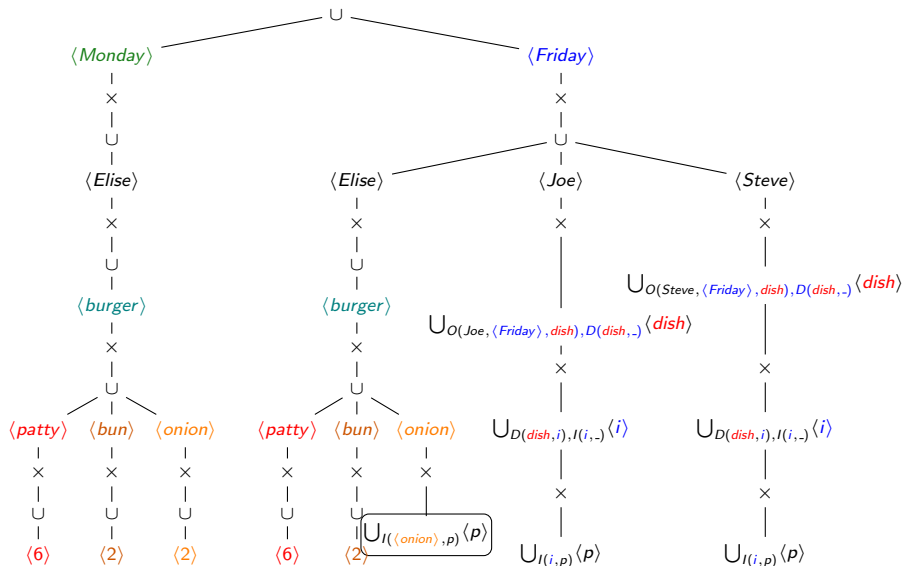 ∪
⟨Monday⟩ ⟨Friday⟩
× ×
∪ ∪
⟨Elise⟩ ⟨Elise⟩ ⟨Joe⟩ ⟨Steve⟩
× × × ×
∪ ∪
⋃O(Steve,⟨Friday⟩,dish),D(dish,_)⟨dish⟩
⟨burger⟩ ⟨burger⟩
⋃O(Joe,⟨Friday⟩,dish),D(dish,_)⟨dish⟩
× ×
× ×
∪ ∪
⟨patty⟩ ⟨bun⟩ ⟨onion⟩ ⟨patty⟩ ⟨bun⟩ ⟨onion⟩ ⋃D(dish,i),I(i,_)⟨i⟩ ⋃D(dish,i),I(i,_)⟨i⟩
× × × × × ×
× ×
∪ ∪ ∪ ∪ ∪
⋃I(⟨onion⟩,p)⟨p⟩
⟨6⟩ ⟨2⟩ ⟨2⟩ ⟨6⟩ ⟨2⟩ ⋃I(i,p)⟨p⟩ ⋃I(i,p)⟨p⟩